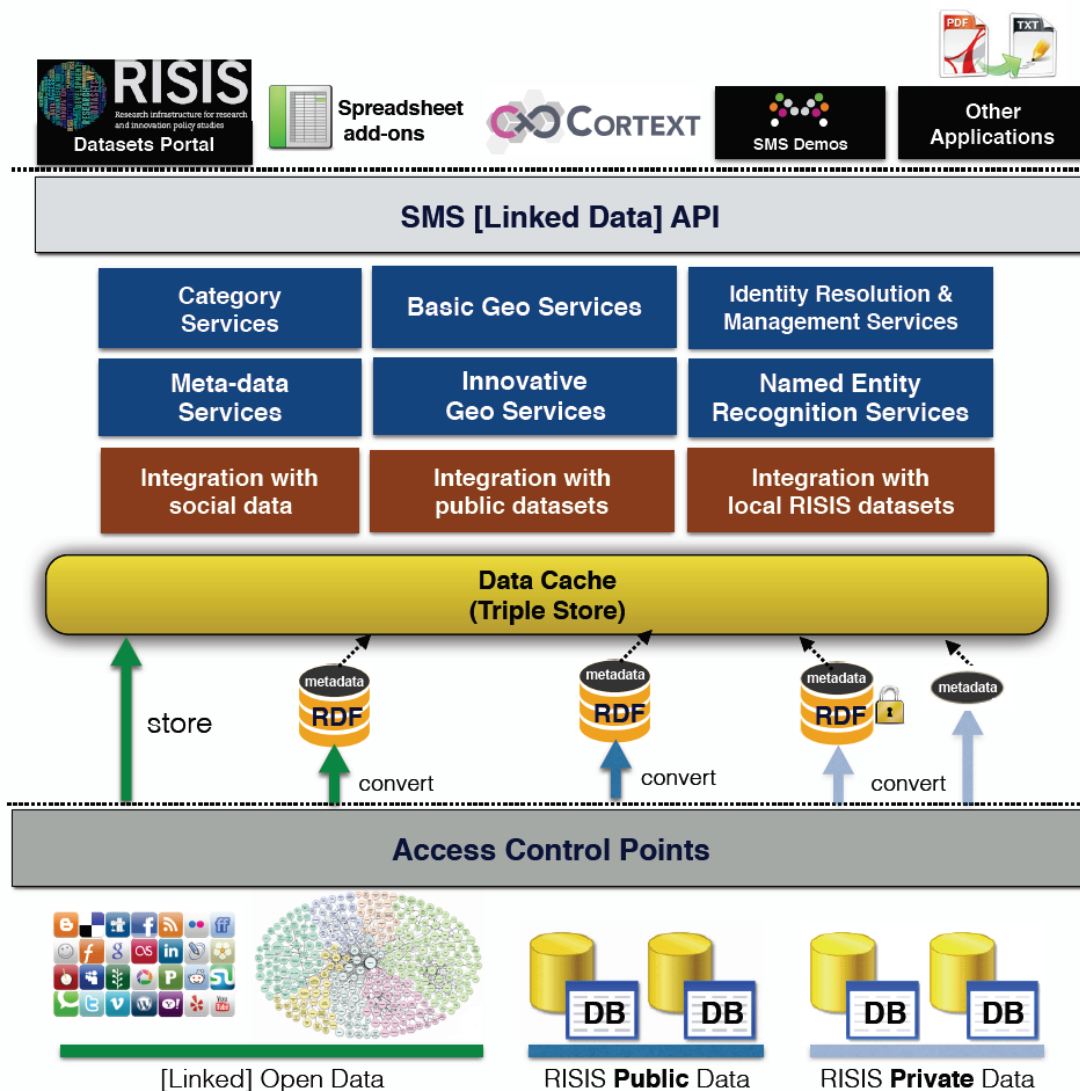 PDF
TXT
RISIS
Research infrastructure for research
and innovation policy studies
Datasets Portal
Spreadsheet
add-ons
CORTEXT
SMS Demos
Other
Applications
SMS [Linked Data] API
Category
Services
Basic Geo Services
Identity Resolution &
Management Services
Meta-data
Services
Innovative
Geo Services
Named Entity
Recognition Services
Integration with
social data
Integration with
public datasets
Integration with
local RISIS datasets
Data Cache
(Triple Store)
metadata
RDF
metadata
RDF
metadata
RDF
metadata
store
convert
convert
convert
Access Control Points
DB
DB
DB
DB
[Linked] Open Data
RISIS Public Data
RISIS Private Data